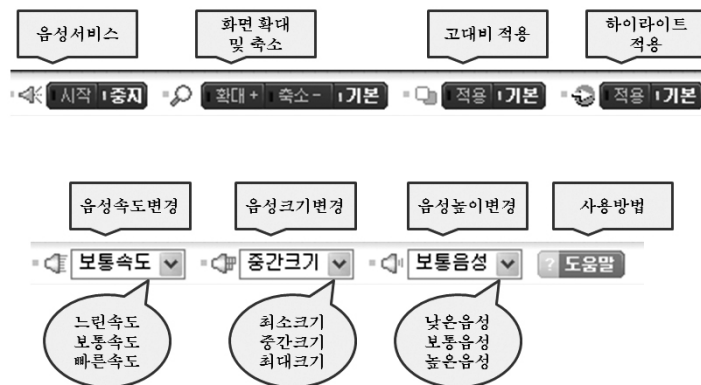 음성서비스
화면 확대
및 축소
고대비 적용
하이라이트
적용
시작 중지 확대+ 축소- 기본 적용 기본 적용 기본
음성속도변경 음성크기변경 음성높이변경 사용방법
보통속도 중간크기 보통음성 ? 도움말
느린속도
보통속도
빠른속도
최소크기
중간크기
최대크기
낮은음성
보통음성
높은음성